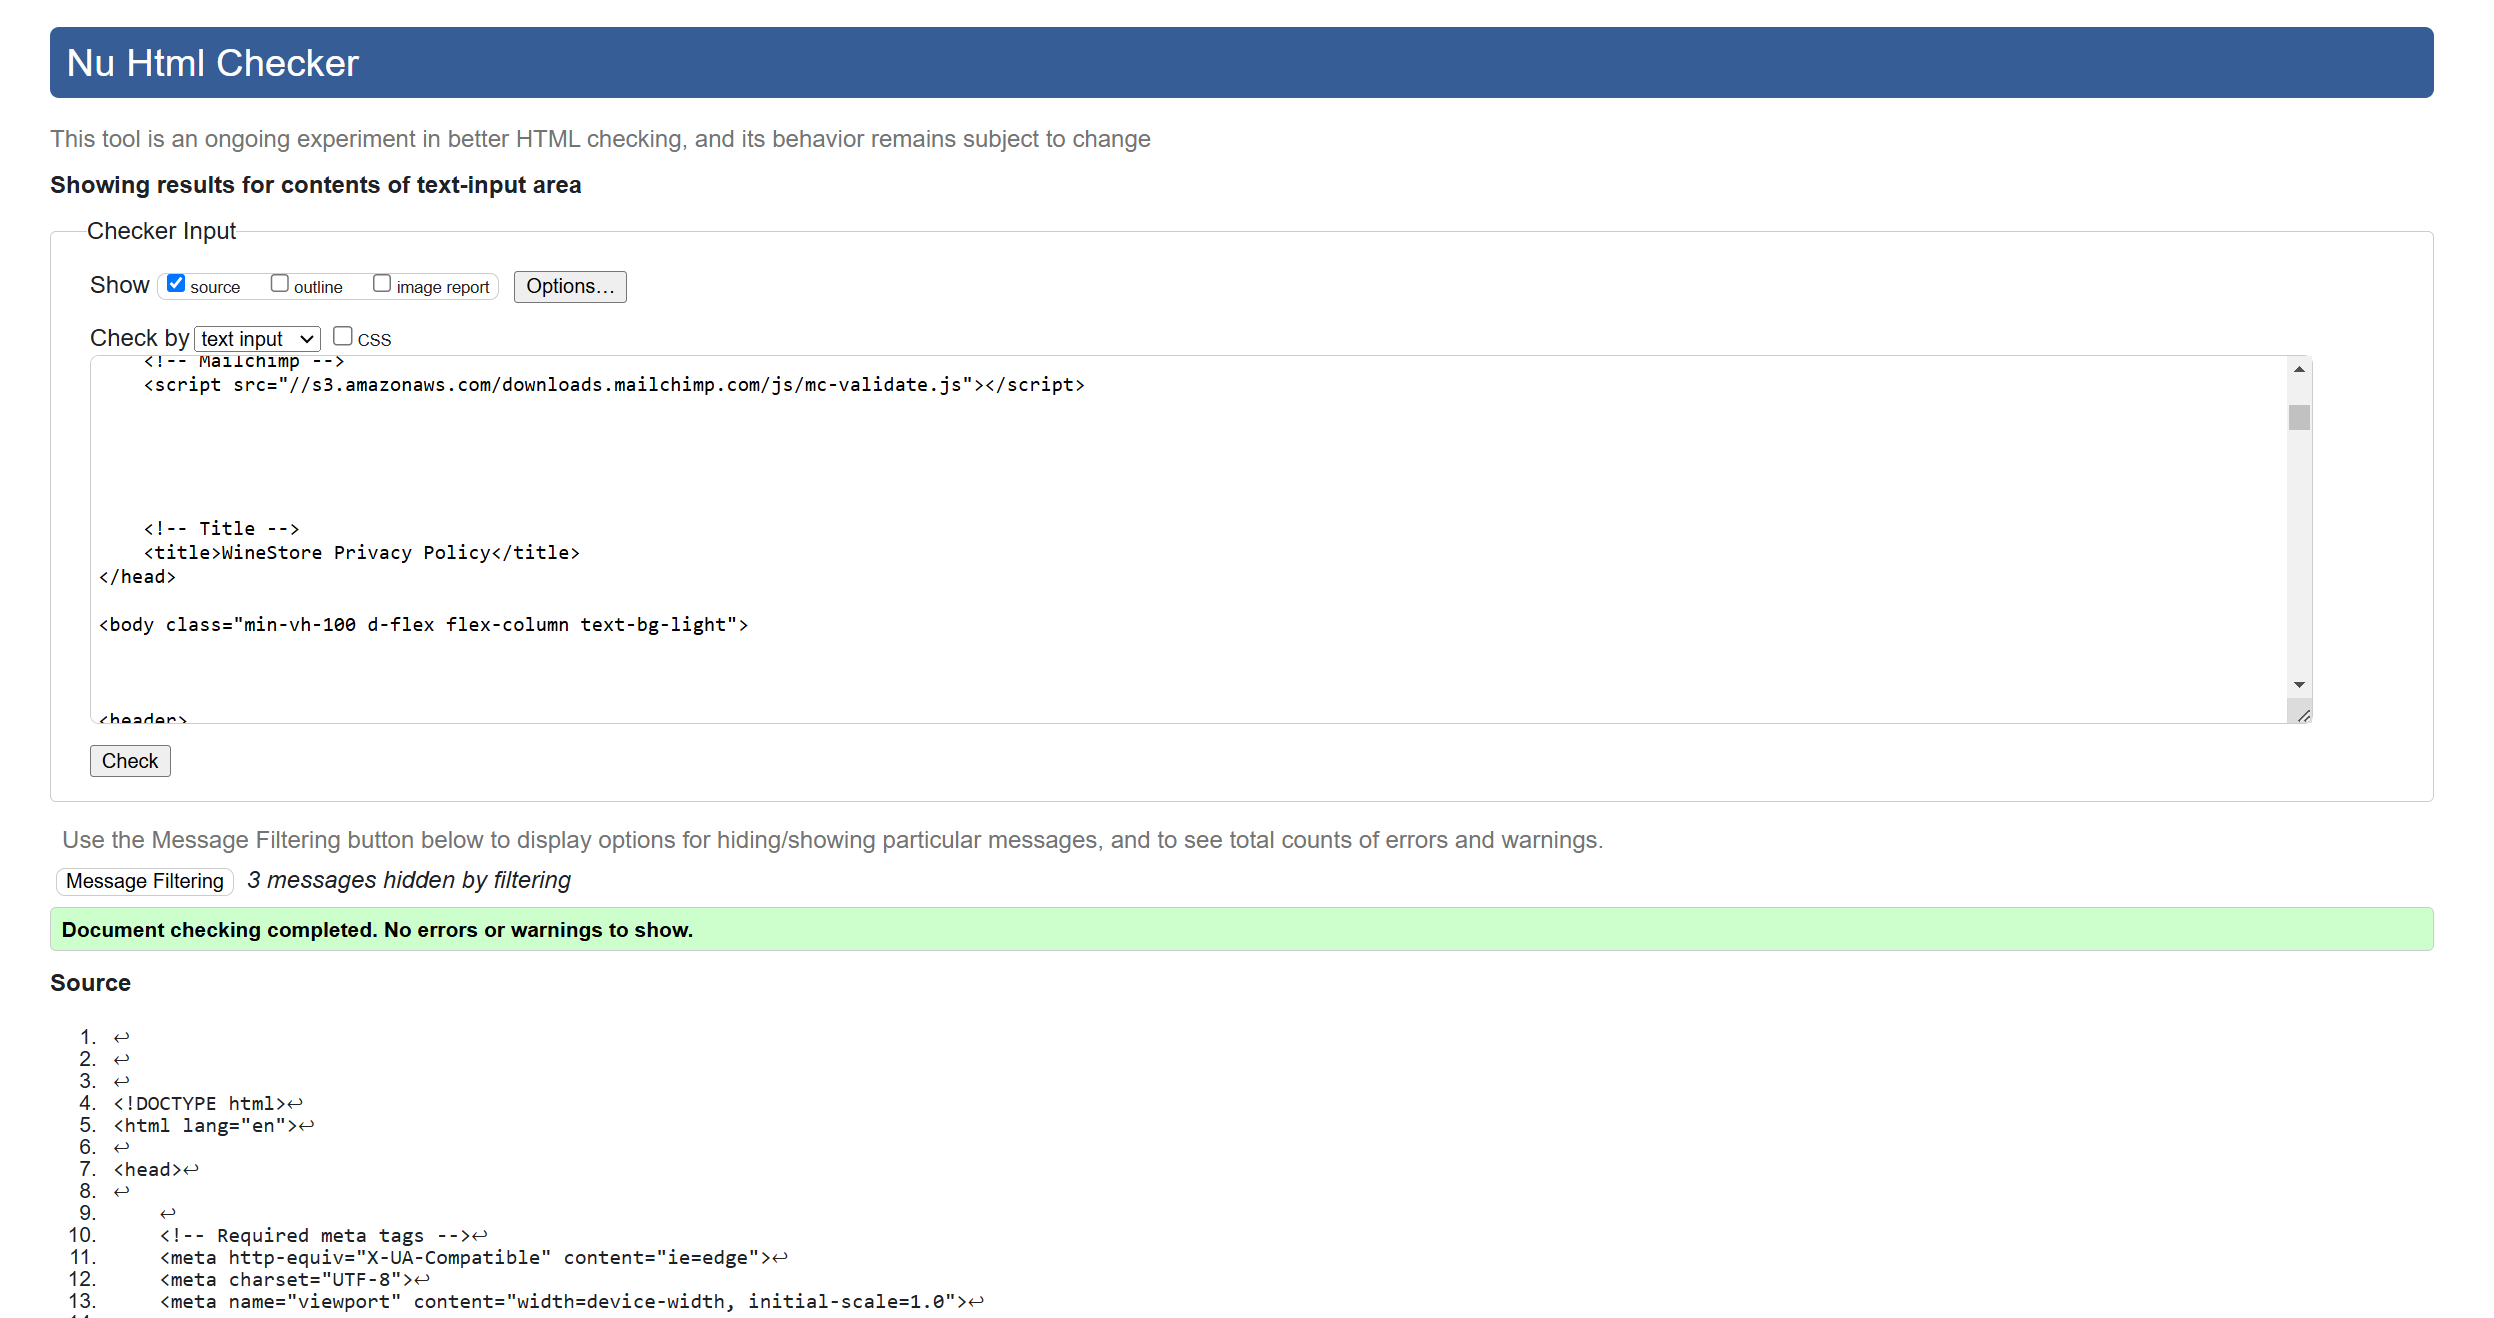 Nu Html Checker
This tool is an ongoing experiment in better HTML checking, and its behavior remains subject to change
Showing results for contents of text-input area
Checker Input
Show source outline image report Options...
Check by text input CSS
<!-- Mailchimp -->
<script src="//s3.amazonaws.com/downloads.mailchimp.com/js/mc-validate.js"></script>
<!-- Title -->
<title>WineStore Privacy Policy</title>
</head>
<body class="min-vh-100 d-flex flex-column text-bg-light">
<header>
Check
Use the Message Filtering button below to display options for hiding/showing particular messages, and to see total counts of errors and warnings.
Message Filtering 3 messages hidden by filtering
Document checking completed. No errors or warnings to show.
Source
1. ↩
2. ↩
3. ↩
4. <!DOCTYPE html>↩
5. <html lang="en">↩
6. ↩
7. <head>↩
8. ↩
9. ↩
10. <!-- Required meta tags -->↩
11. <meta http-equiv="X-UA-Compatible" content="ie=edge">↩
12. <meta charset="UTF-8">↩
13. <meta name="viewport" content="width=device-width, initial-scale=1.0">↩